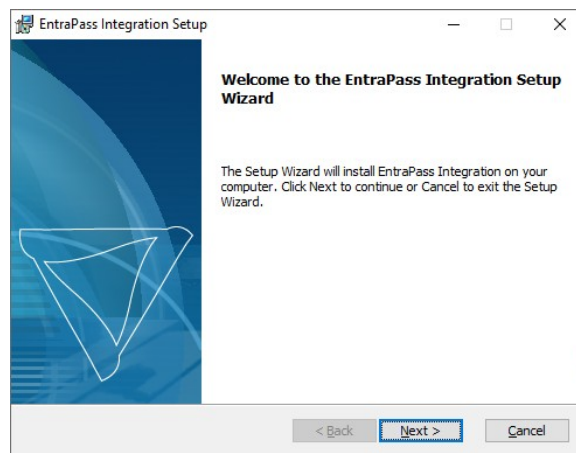 EntraPass Integration Setup
Welcome to the EntraPass Integration Setup
Wizard
The Setup Wizard will install EntraPass Integration on your
computer. Click Next to continue or Cancel to exit the Setup
Wizard.
< Back
Next >
Cancel